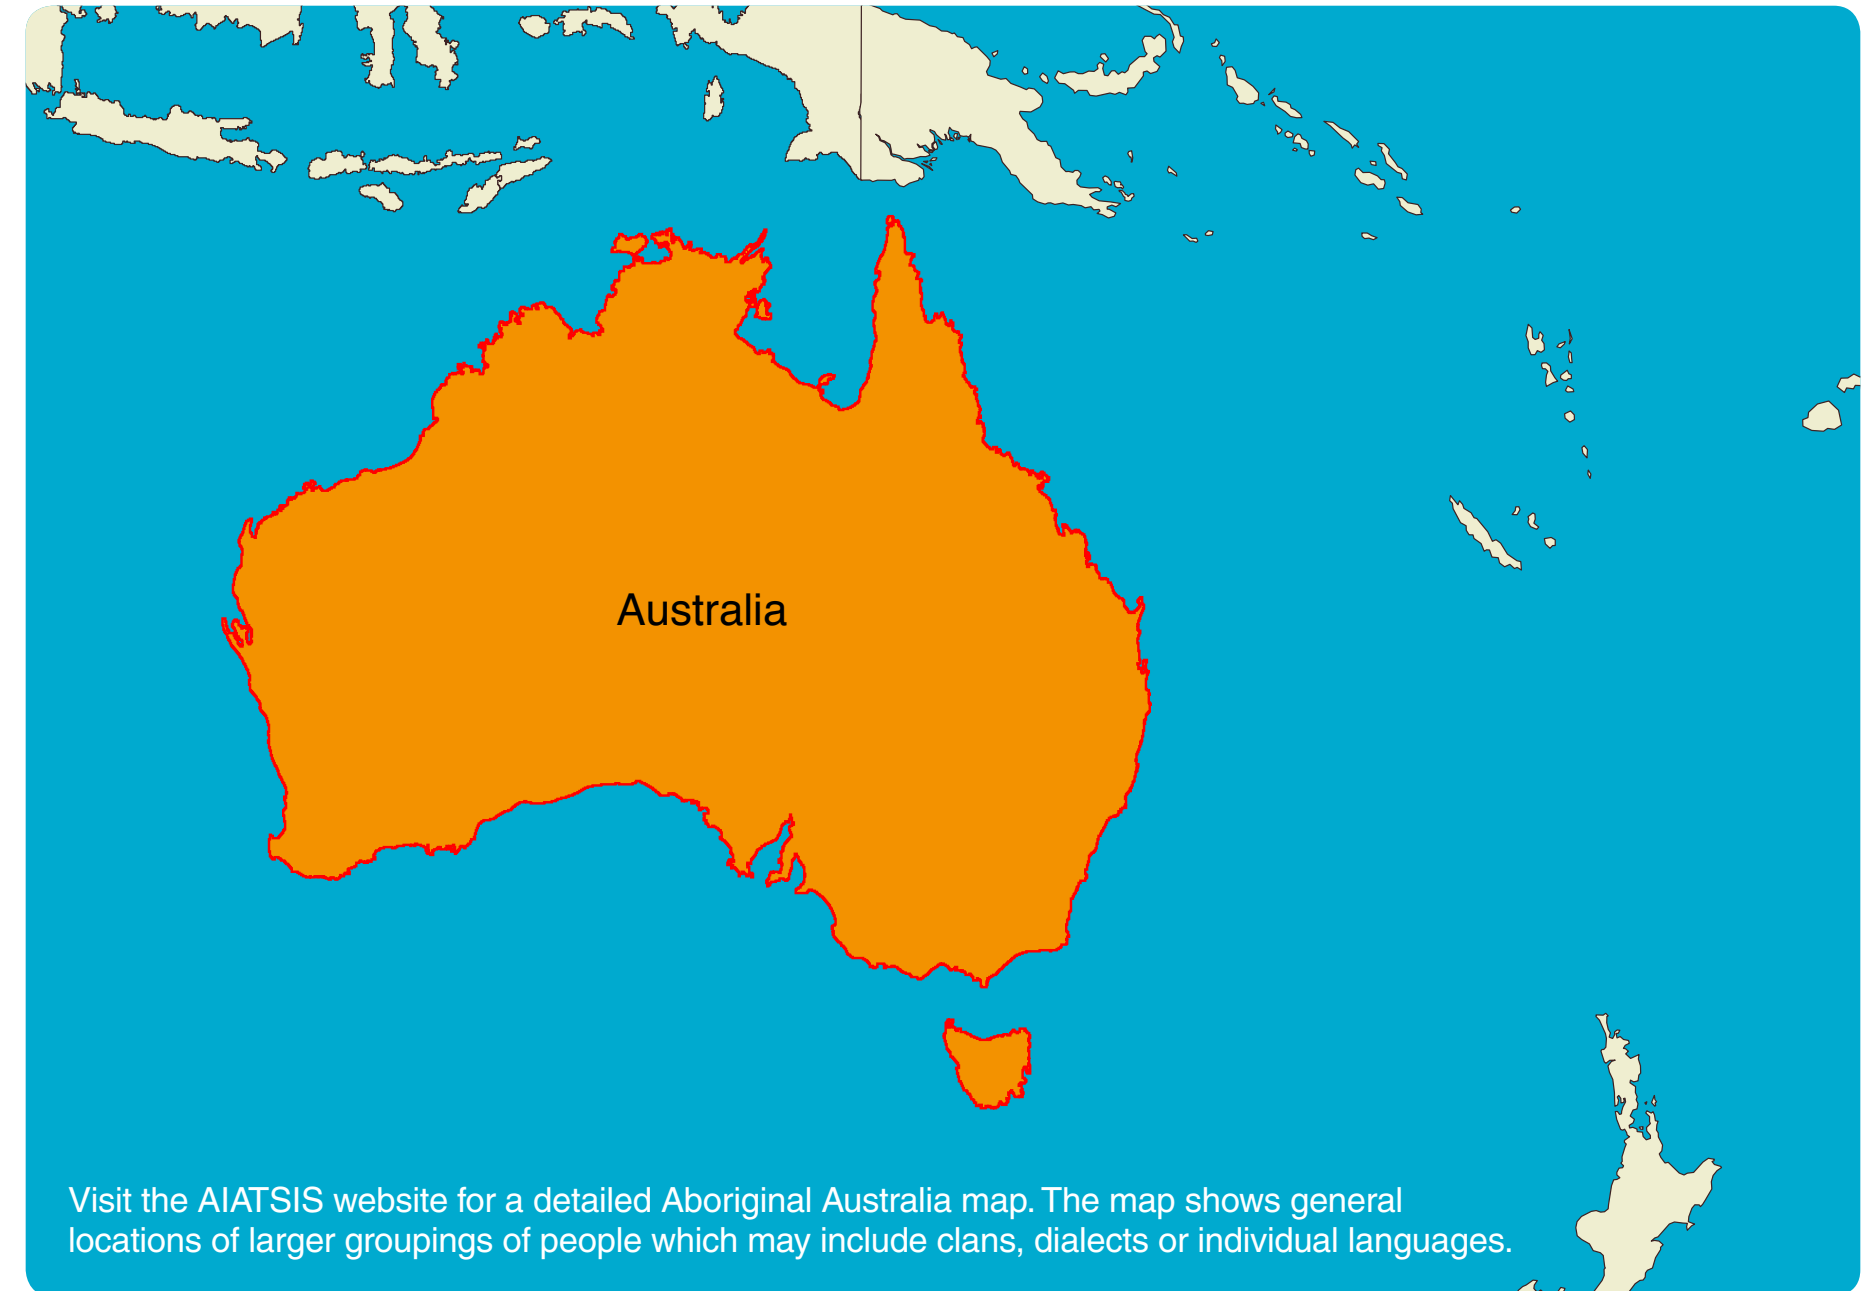 Australia
Visit the AIATSIS website for a detailed Aboriginal Australia map. The map shows general
locations of larger groupings of people which may include clans, dialects or individual languages.